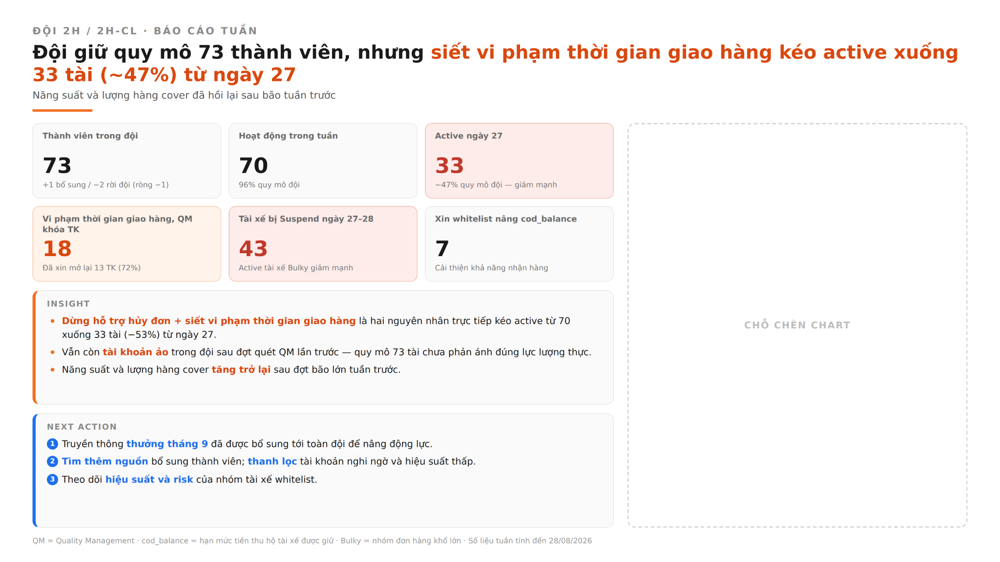 ĐỘI 2H / 2H-CL · BÁO CÁO TUẦN
Đội giữ quy mô 73 thành viên, nhưng siết vi phạm thời gian giao hàng kéo active xuống
33 tài (~47%) từ ngày 27
Năng suất và lượng hàng cover đã hồi lại sau bão tuần trước
Thành viên trong đội
73
+1 bổ sung / −2 rời đội (ròng −1)
Hoạt động trong tuần
70
96% quy mô đội
Active ngày 27
33
~47% quy mô đội — giảm mạnh
Vi phạm thời gian giao hàng, QM
khóa TK
18
Đã xin mở lại 13 TK (72%)
Tài xế bị Suspend ngày 27–28
43
Active tài xế Bulky giảm mạnh
Xin whitelist nâng cod_balance
7
Cải thiện khả năng nhận hàng
INSIGHT
• Dừng hỗ trợ hủy đơn + siết vi phạm thời gian giao hàng là hai nguyên nhân trực tiếp kéo active từ 70
xuống 33 tài (−53%) từ ngày 27.
• Vẫn còn tài khoản ảo trong đội sau đợt quét QM lần trước — quy mô 73 tài chưa phản ánh đúng lực lượng thực.
• Năng suất và lượng hàng cover tăng trở lại sau đợt bão lớn tuần trước.
NEXT ACTION
1 Truyền thông thưởng tháng 9 đã được bổ sung tới toàn đội để nâng động lực.
2 Tìm thêm nguồn bổ sung thành viên; thanh lọc tài khoản nghi ngờ và hiệu suất thấp.
3 Theo dõi hiệu suất và risk của nhóm tài xế whitelist.
CHỖ CHÈN CHART
QM = Quality Management · cod_balance = hạn mức tiền thu hộ tài xế được giữ · Bulky = nhóm đơn hàng khổ lớn · Số liệu tuần tính đến 28/08/2026